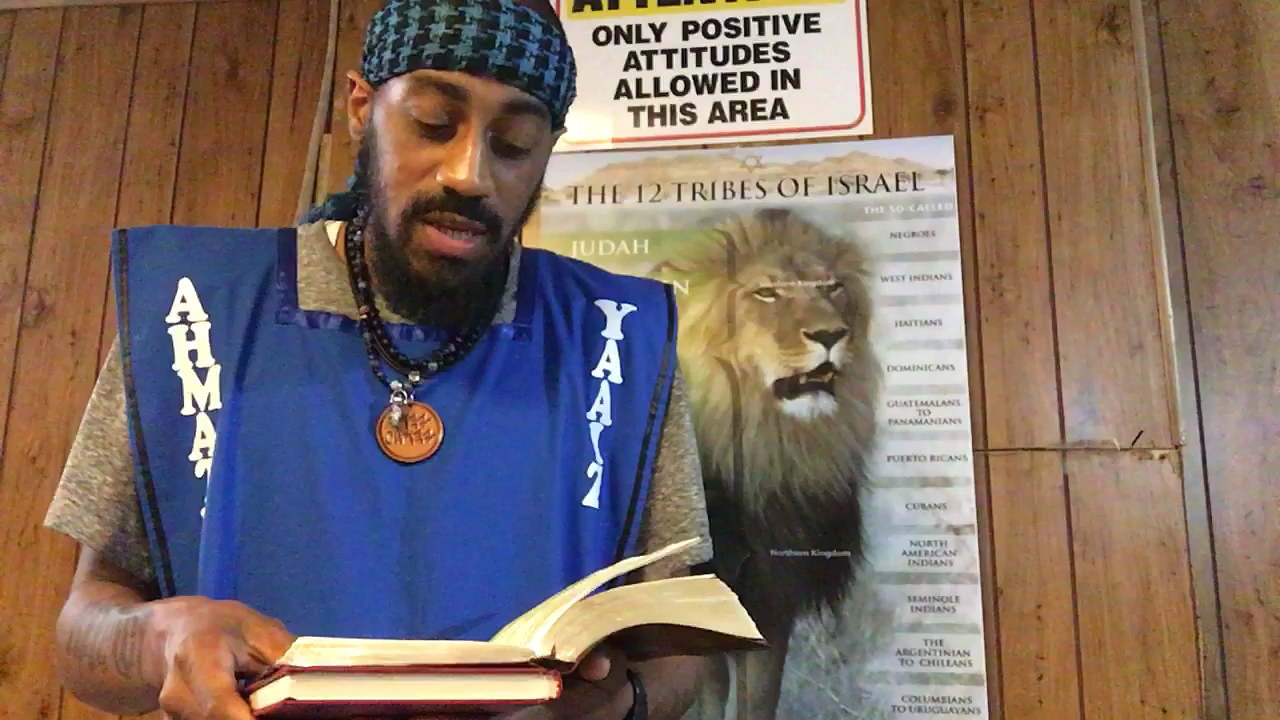 ONLY POSITIVE
ATTITUDES
ALLOWED IN
THIS AREA
THE 12 TRIBES OF ISRAEL
THE SO-CALLED
JUDAH
NEGROES
WEST INDIANS
HAITIANS
DOMINICANS
GUATEMALANS
TO
PANAMANIANS
PUERTO RICANS
CUBANS
NORTH
AMERICAN
INDIANS
SEMINOLE
INDIANS
THE
ARGENTINIAN
TO CHILEANS
COLUMBIANS
TO URUGUAYANS
Northern Kingdom
AHMA
YAAL